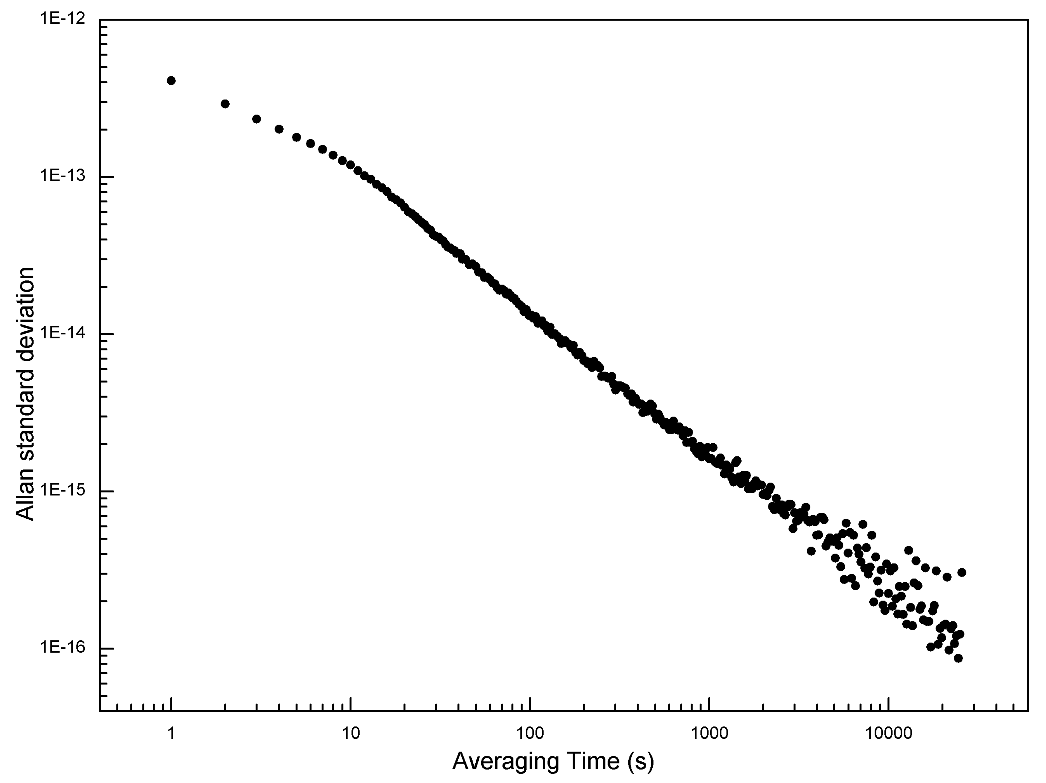 1E-12
1E-13
1E-14
1E-15
1E-16
Allan standard deviation
1 10 100 1000 10000
Averaging Time (s)